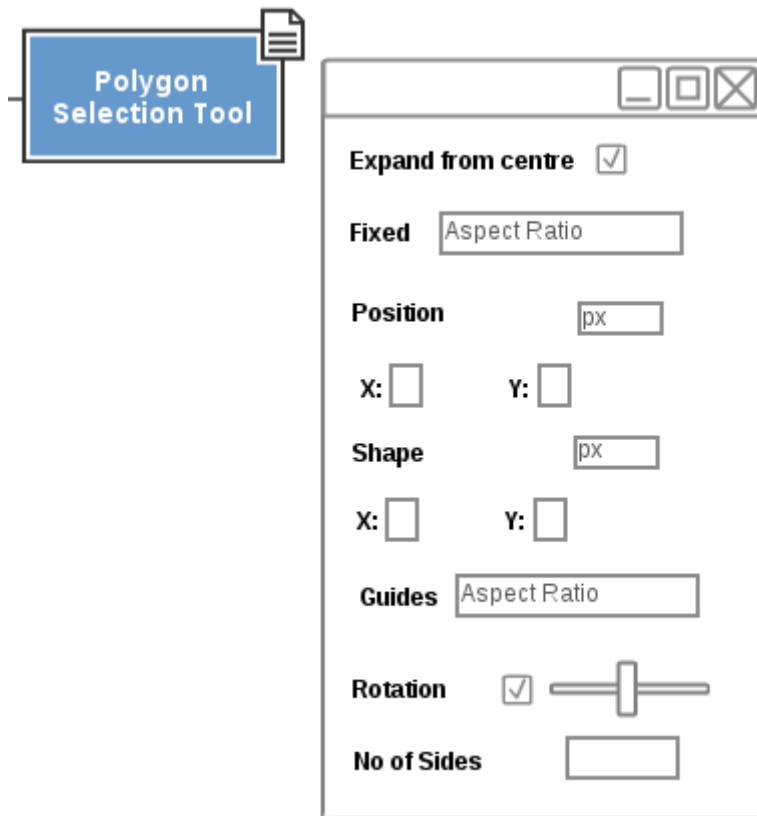 Polygon
Selection Tool
Expand from centre
Fixed Aspect Ratio
Position px
X: Y:
Shape px
X: Y:
Guides Aspect Ratio
Rotation
No of Sides